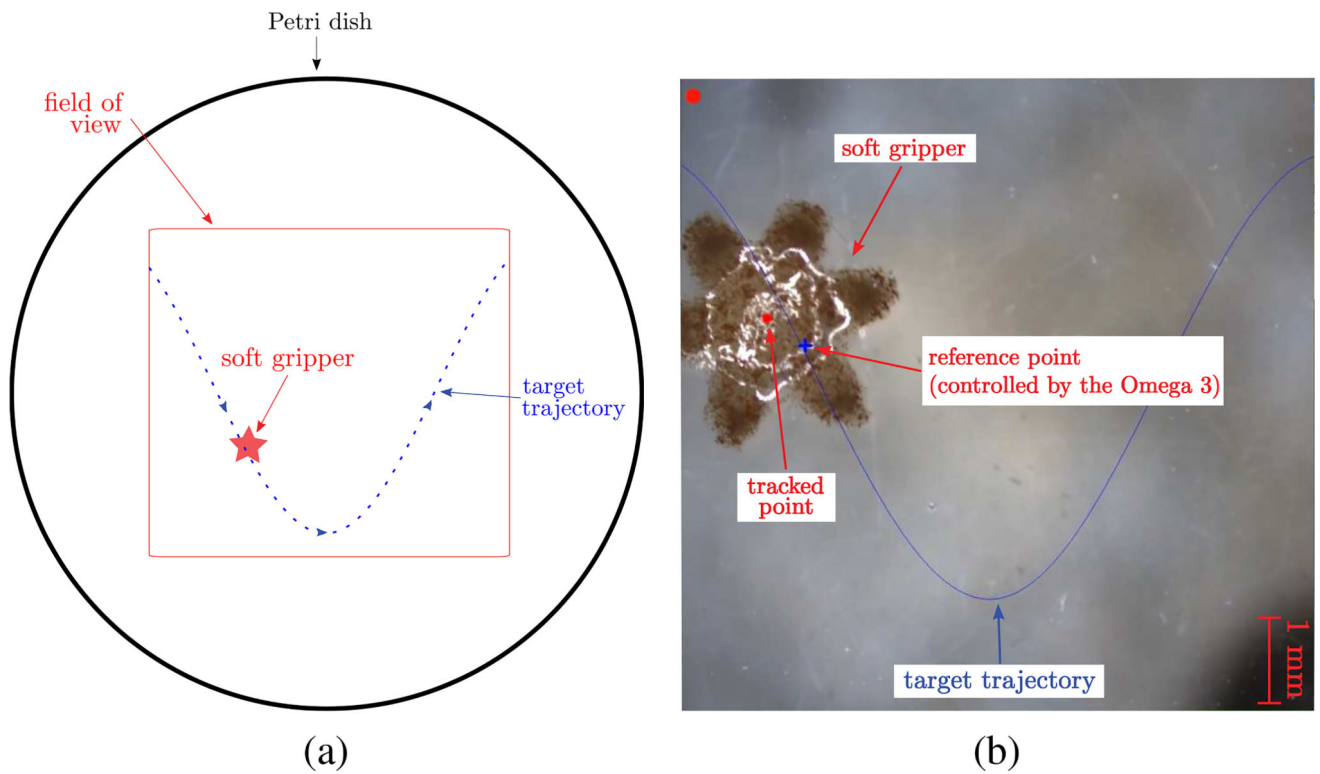 Petri dish
field of
view
soft gripper
target
trajectory
(a)
soft gripper
reference point
(controlled by the Omega 3)
tracked
point
target trajectory
1 mm
(b)